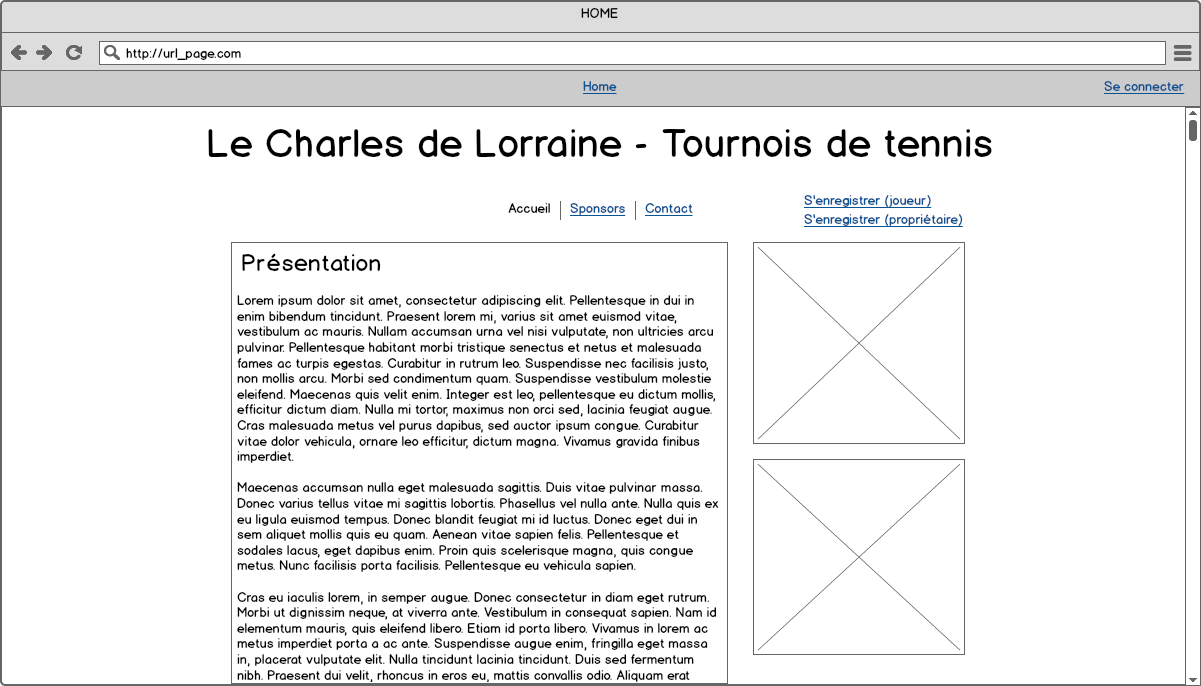 HOME
http://url_page.com
Home
Se connecter
Le Charles de Lorraine - Tournois de tennis
Accueil
Sponsors
Contact
S'enregistrer (joueur)
S'enregistrer (propriétaire)
Présentation
Lorem ipsum dolor sit amet, consectetur adipiscing elit. Pellentesque in dui in
enim bibendum tincidunt. Praesent lorem mi, varius sit amet euismod vitae,
vestibulum ac mauris. Nullam accumsan urna vel nisi vulputate, non ultricies arcu
pulvinar. Pellentesque habitant morbi tristique senectus et netus et malesuada
fames ac turpis egestas. Curabitur in rutrum leo. Suspendisse nec facilisis justo,
non mollis arcu. Morbi sed condimentum quam. Suspendisse vestibulum molestie
eleifend. Maecenas quis velit enim. Integer est leo, pellentesque eu dictum mollis,
efficitur dictum diam. Nulla mi tortor, maximus non orci sed, lacinia feugiat augue.
Cras malesuada metus vel purus dapibus, sed auctor ipsum congue. Curabitur
vitae dolor vehicula, ornare leo efficitur, dictum magna. Vivamus gravida finibus
imperdiet.
Maecenas accumsan nulla eget malesuada sagittis. Duis vitae pulvinar massa.
Donec varius tellus vitae mi sagittis lobortis. Phasellus vel nulla ante. Nulla quis ex
eu ligula euismod tempus. Donec blandit feugiat mi id luctus. Donec eget dui in
sem aliquet mollis quis eu quam. Aenean vitae sapien felis. Pellentesque et
sodales lacus, eget dapibus enim. Proin quis scelerisque magna, quis congue
metus. Nunc facilisis porta facilisis. Pellentesque eu vehicula sapien.
Cras eu iaculis lorem, in semper augue. Donec consectetur in diam eget rutrum.
Morbi ut dignissim neque, at viverra ante. Vestibulum in consequat sapien. Nam id
elementum mauris, quis eleifend libero. Etiam id porta libero. Vivamus in lorem ac
metus imperdiet porta a ac ante. Suspendisse augue enim, fringilla eget massa
in, placerat vulputate elit. Nulla tincidunt lacinia tincidunt. Duis sed fermentum
nibh. Praesent dui velit, rhoncus in eros eu, mattis convallis odio. Aliquam erat